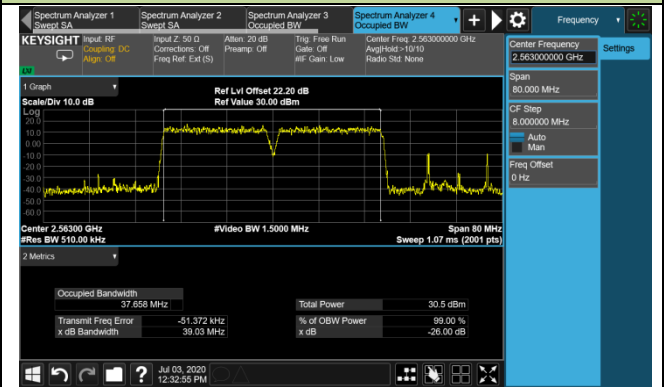 Spectrum Analyzer 1
Swept SA
Spectrum Analyzer 2
Swept SA
Spectrum Analyzer 3
Occupied BW
Spectrum Analyzer 4
Occupied BW
+
Frequency
KEYSIGHT
Input: RF
Coupling: DC
Align: Off
Input Z: 50 Ω
Corrections: Off
Freq Ref: Ext (S)
Atten: 20 dB
Preamp: Off
Trig: Free Run
Gate: Off
#IF Gain: Low
Center Freq: 2.563000000 GHz
Avg|Hold:>10/10
Radio Std: None
Center Frequency
2.563000000 GHz
Settings
Span
80.000 MHz
CF Step
8.000000 MHz
Auto
Man
Freq Offset
0 Hz
1 Graph
Scale/Div 10.0 dB
Ref Lvl Offset 22.20 dB
Ref Value 30.00 dBm
Log
20.0
10.0
0.00
-10.0
-20.0
-30.0
-40.0
-50.0
-60.0
Center 2.56300 GHz
#Res BW 510.00 kHz
#Video BW 1.5000 MHz
Span 80 MHz
Sweep 1.07 ms (2001 pts)
2 Metrics
Occupied Bandwidth
37.658 MHz
Total Power
30.5 dBm
Transmit Freq Error
-51.372 kHz
% of OBW Power
99.00 %
x dB Bandwidth
39.03 MHz
x dB
-26.00 dB
?
Jul 03, 2020
12:32:55 PM